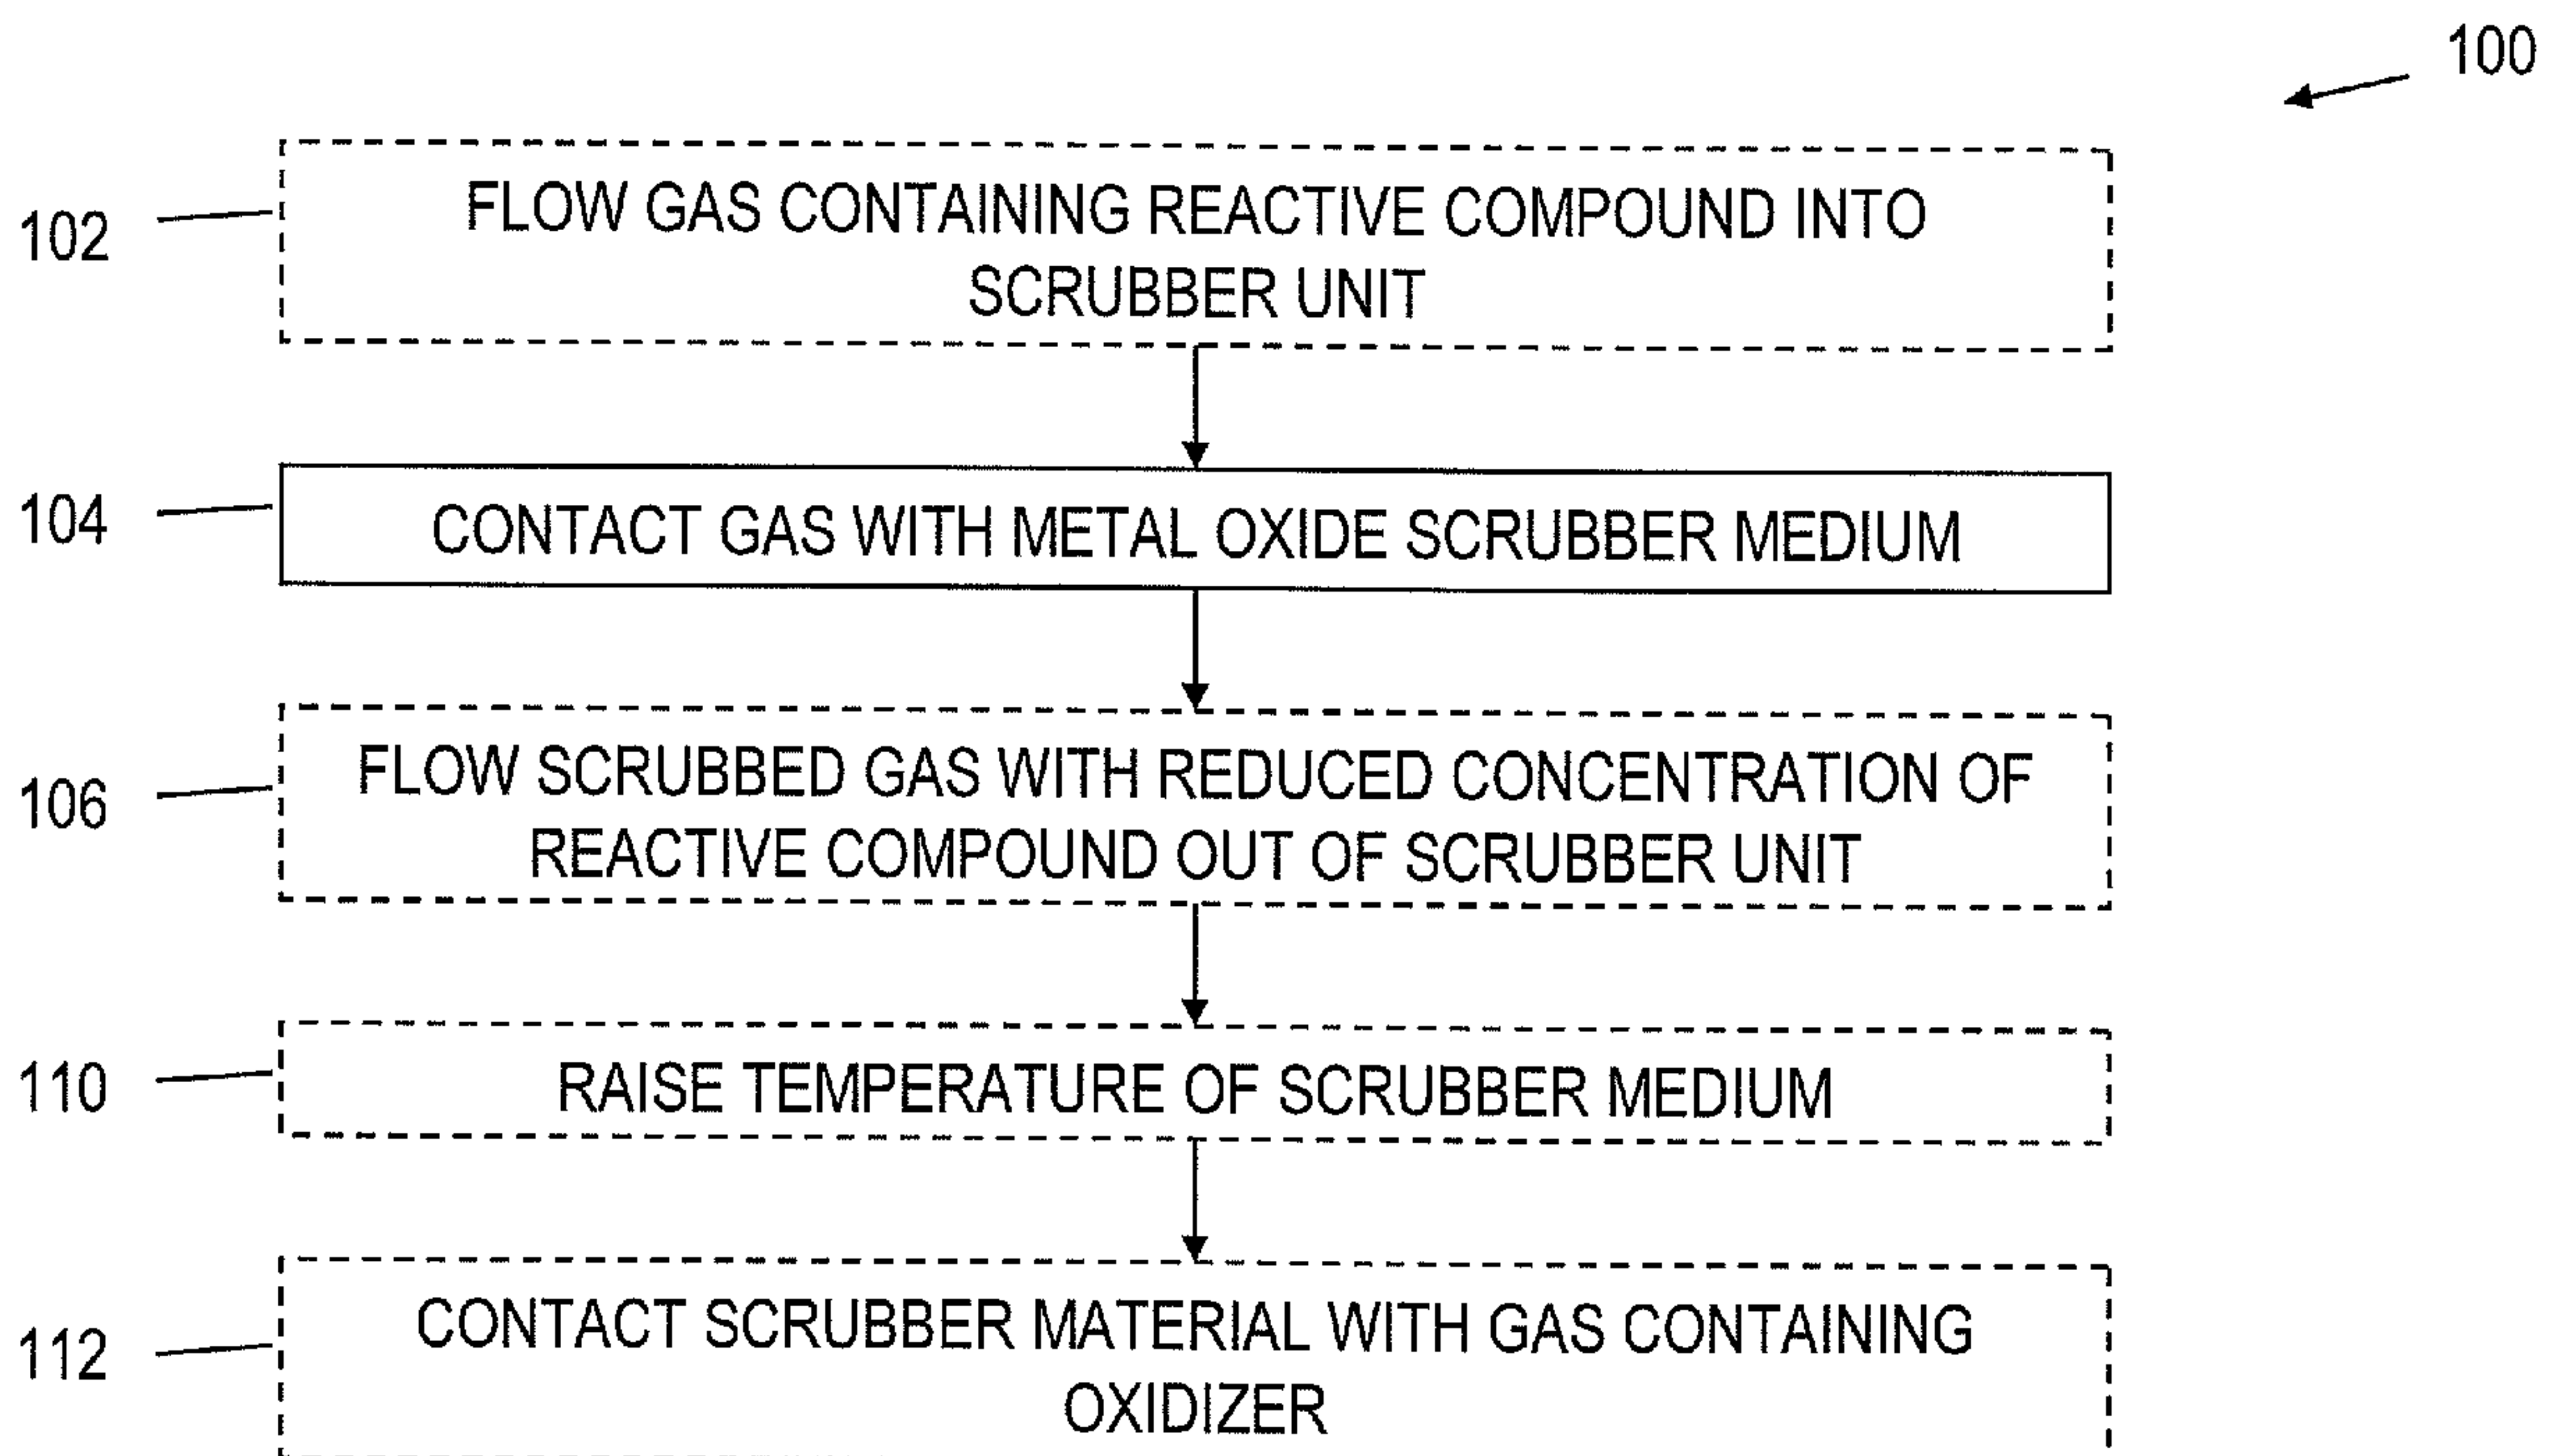 100
102
FLOW GAS CONTAINING REACTIVE COMPOUND INTO
SCRUBBER UNIT
104
CONTACT GAS WITH METAL OXIDE SCRUBBER MEDIUM
106
FLOW SCRUBBED GAS WITH REDUCED CONCENTRATION OF
REACTIVE COMPOUND OUT OF SCRUBBER UNIT
110
RAISE TEMPERATURE OF SCRUBBER MEDIUM
112
CONTACT SCRUBBER MATERIAL WITH GAS CONTAINING
OXIDIZER